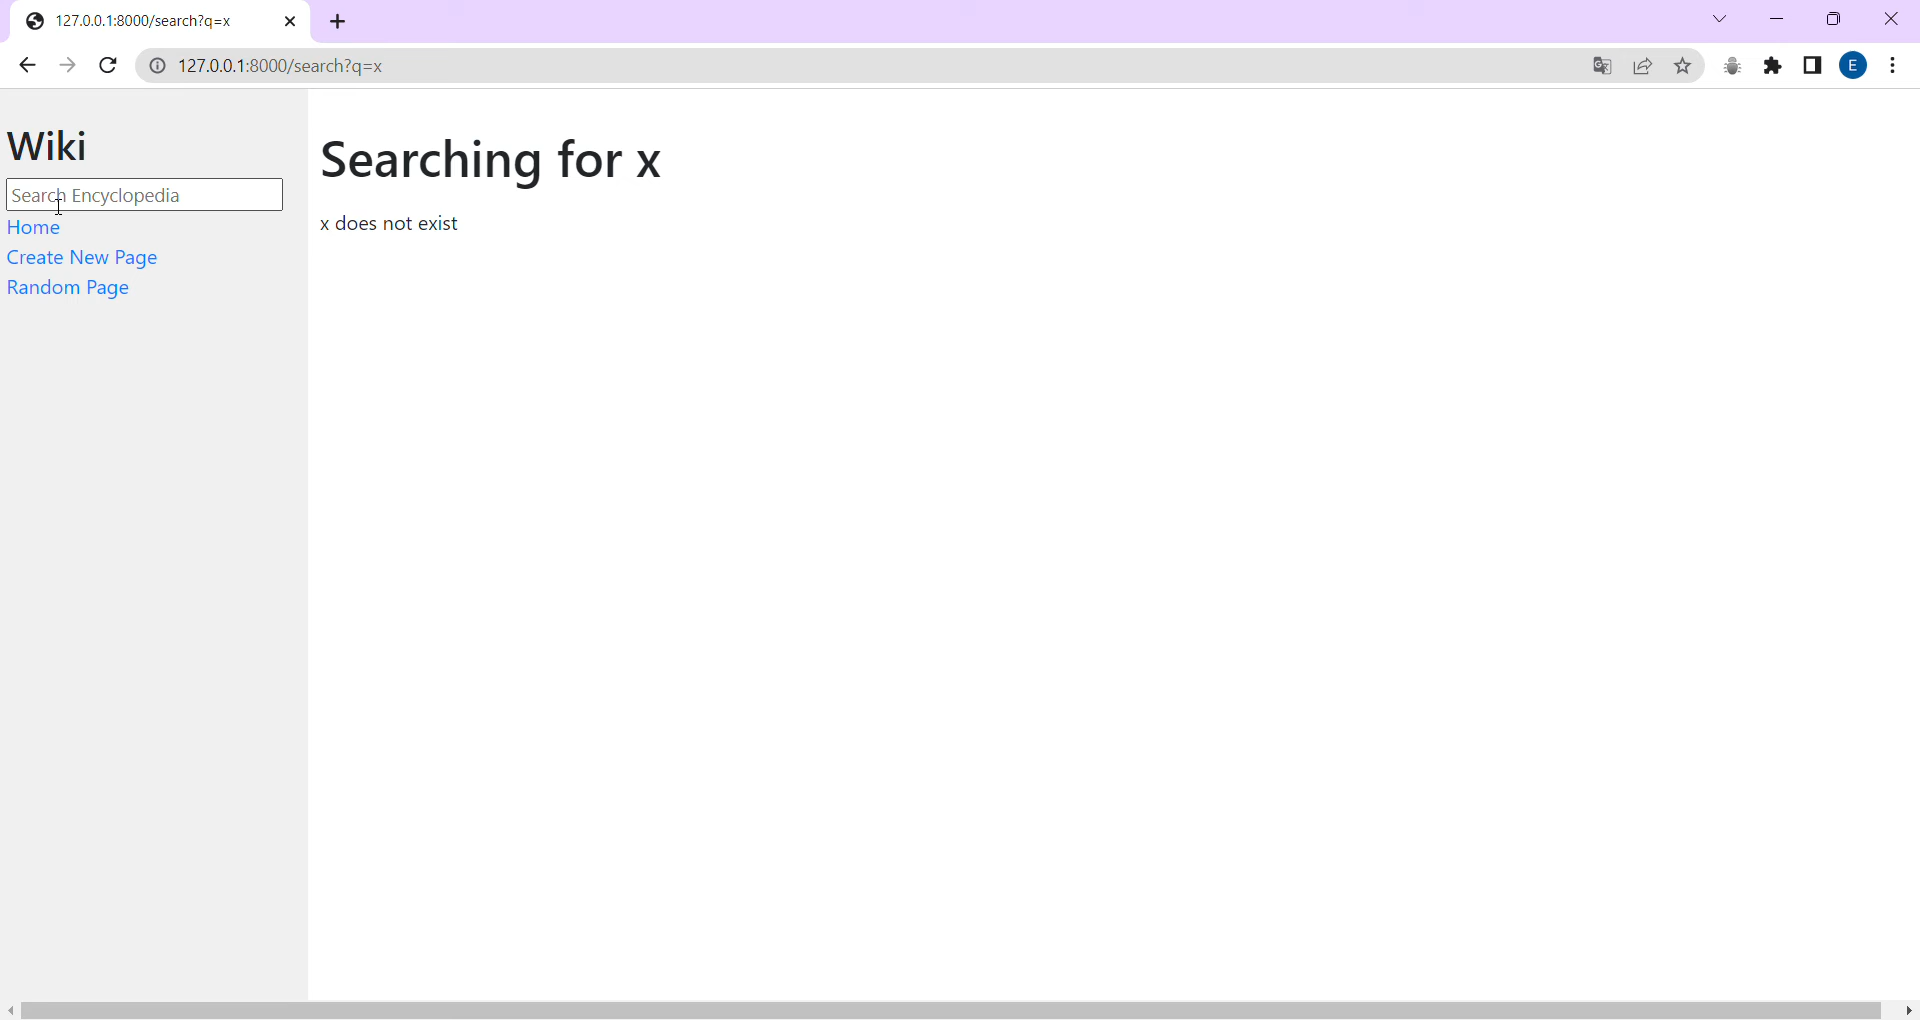 127.0.0.1:8000/search?q=x
127.0.0.1:8000/search?q=x
E
Wiki
Search Encyclopedia
Home
Create New Page
Random Page
Searching for x
x does not exist